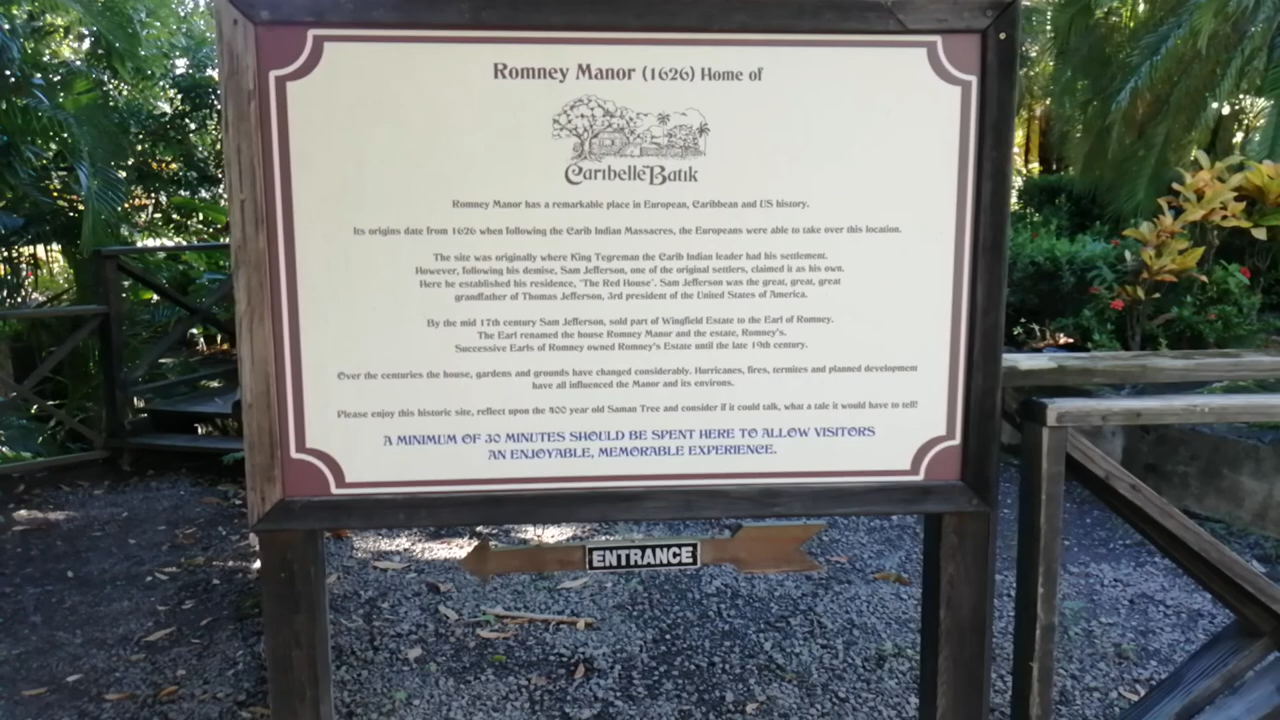 Romney Manor (1626) Home of
Caribelle Batik
Romney Manor has a remarkable place in European, Caribbean and US history.
Its origins date from 1626 when following the Carib Indian Massacres, the Europeans were able to take over this location.
The site was originally where King Tegreman the Carib Indian leader had his settlement.
However, following his demise, Sam Jefferson, one of the original settlers, claimed it as his own.
Here he established his residence, "The Red House". Sam Jefferson was the great, great, great
grandfather of Thomas Jefferson, 3rd president of the United States of America.
By the mid 17th century Sam Jefferson, sold part of Wingfield Estate to the Earl of Romney.
The Earl renamed the house Romney Manor and the estate, Romney's.
Successive Earls of Romney owned Romney's Estate until the late 19th century.
Over the centuries the house, gardens and grounds have changed considerably. Hurricanes, fires, termites and planned development
have all influenced the Manor and its environs.
Please enjoy this historic site, reflect upon the 400 year old Saman Tree and consider if it could talk, what a tale it would have to tell!
A MINIMUM OF 30 MINUTES SHOULD BE SPENT HERE TO ALLOW VISITORS
AN ENJOYABLE, MEMORABLE EXPERIENCE.
ENTRANCE